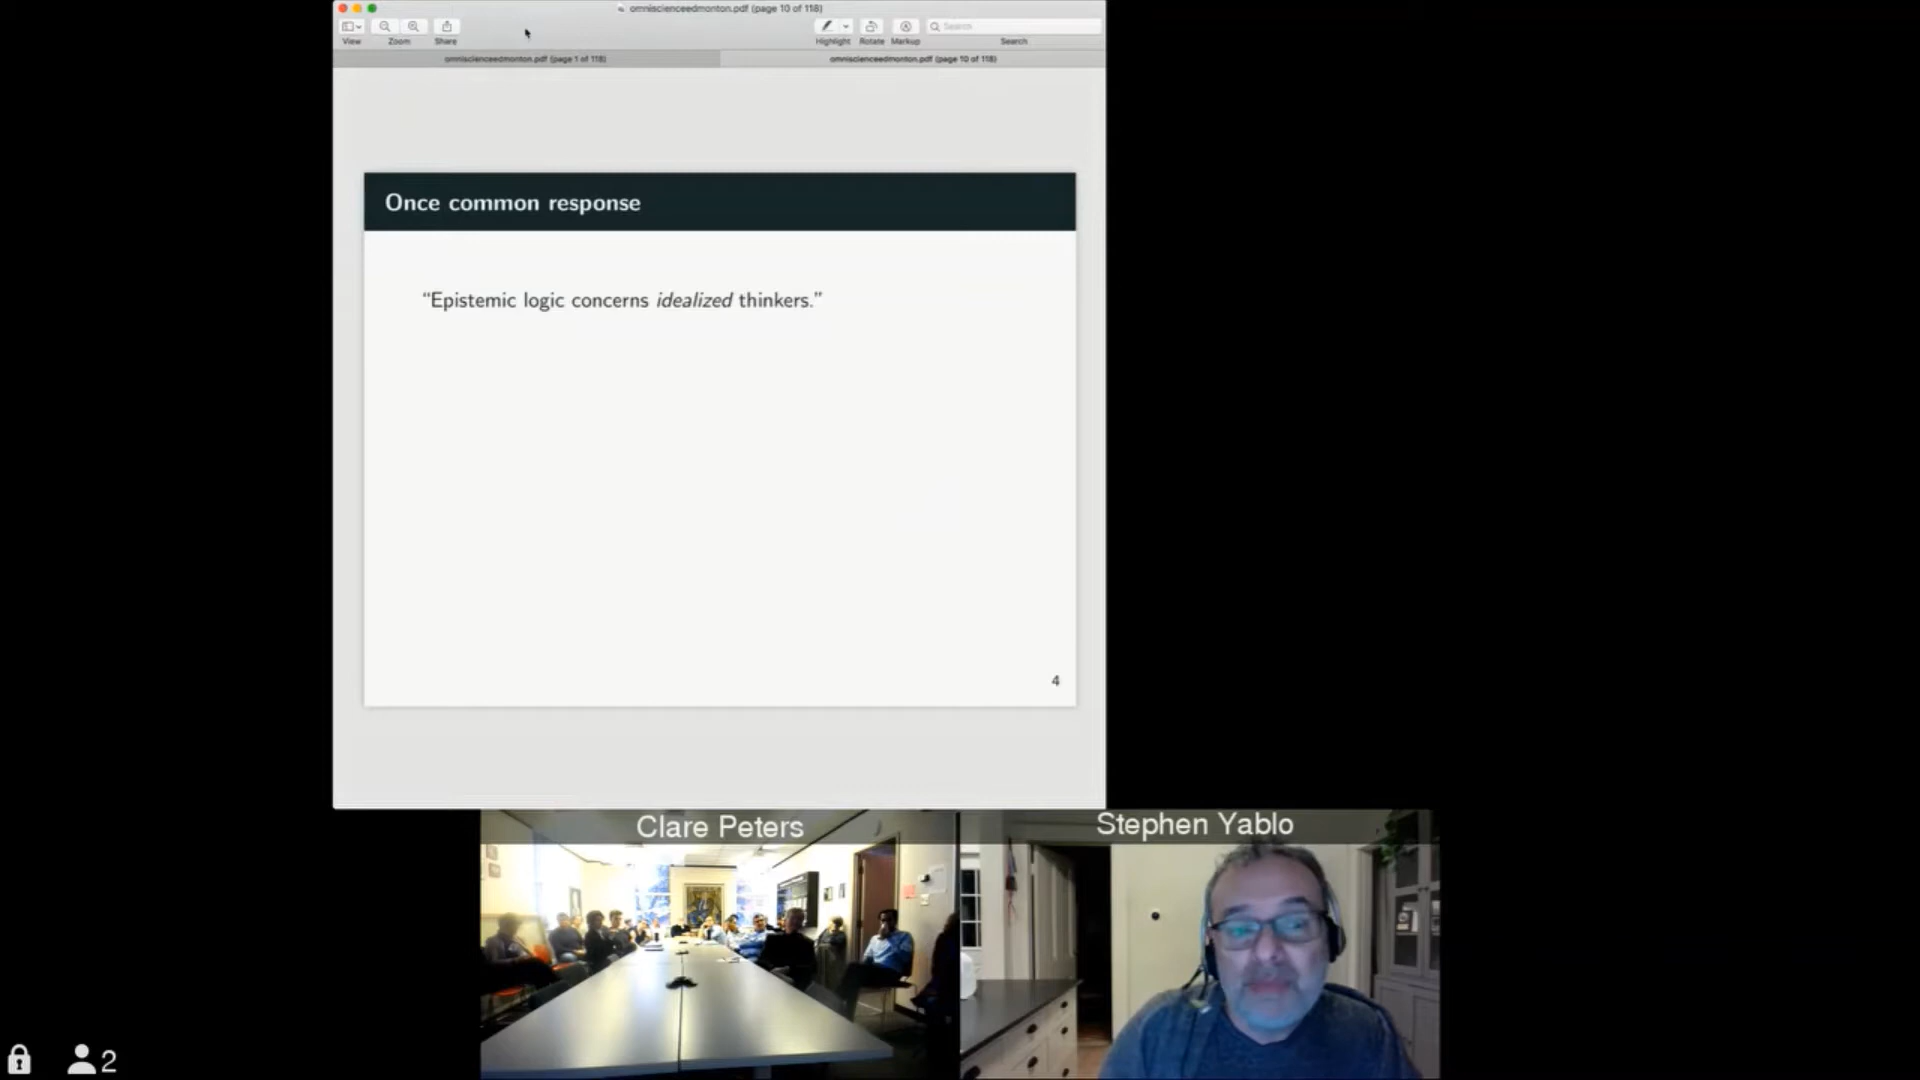 omniscienceedmonton.pdf (page 10 of 118)
View
Zoom
Share
Highlight
Rotate
Markup
Search
Search
omniscienceedmonton.pdf (page 1 of 118)
omniscienceedmonton.pdf (page 10 of 118)
Once common response
“Epistemic logic concerns idealized thinkers.”
4
Clare Peters
Stephen Yablo
2